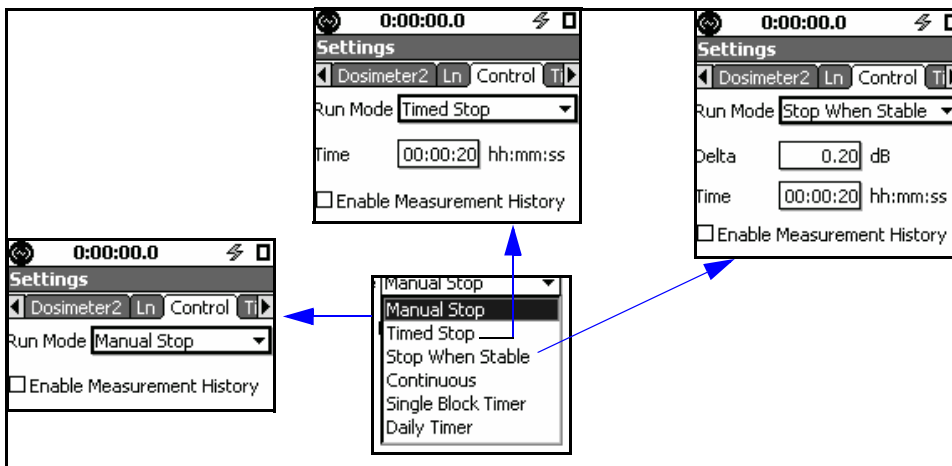 0:00:00.0
Settings
Dosimeter2 Ln Control Ti
Run Mode Timed Stop
Time 00:00:20 hh:mm:ss
Enable Measurement History
0:00:00.0
Settings
Dosimeter2 Ln Control Ti
Run Mode Stop When Stable
Delta 0.20 dB
Time 00:00:20 hh:mm:ss
Enable Measurement History
0:00:00.0
Settings
Dosimeter2 Ln Control Ti
Run Mode Manual Stop
Enable Measurement History
Manual Stop
Manual Stop
Timed Stop
Stop When Stable
Continuous
Single Block Timer
Daily Timer